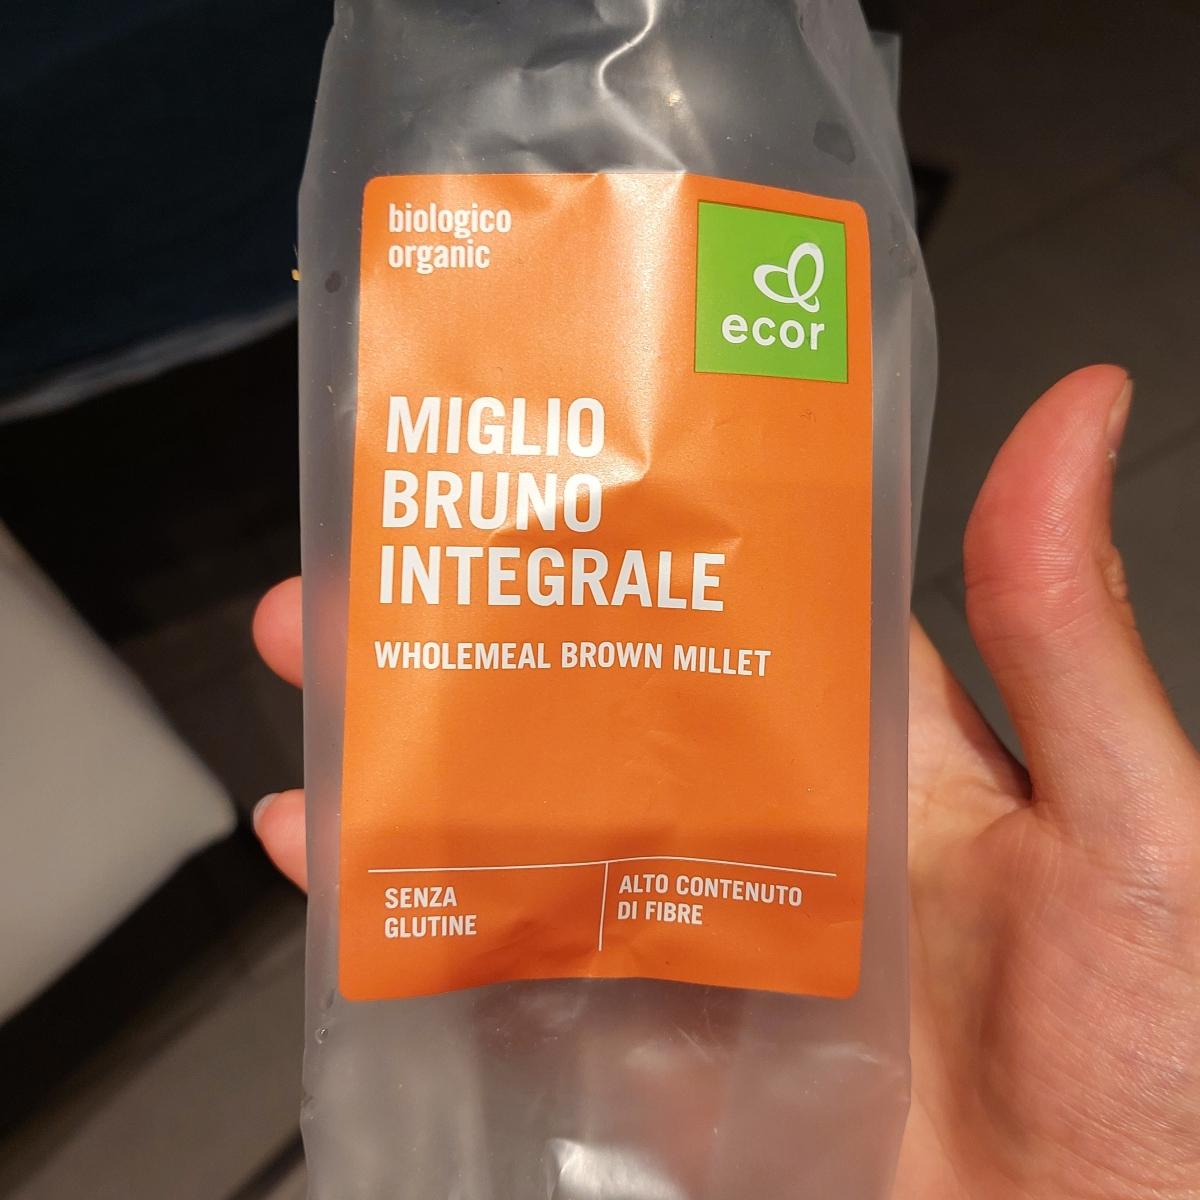 biologico
organic
ecor
MIGLIO
BRUNO
INTEGRALE
WHOLEMEAL BROWN MILLET
SENZA
GLUTINE
ALTO CONTENUTO
DI FIBRE